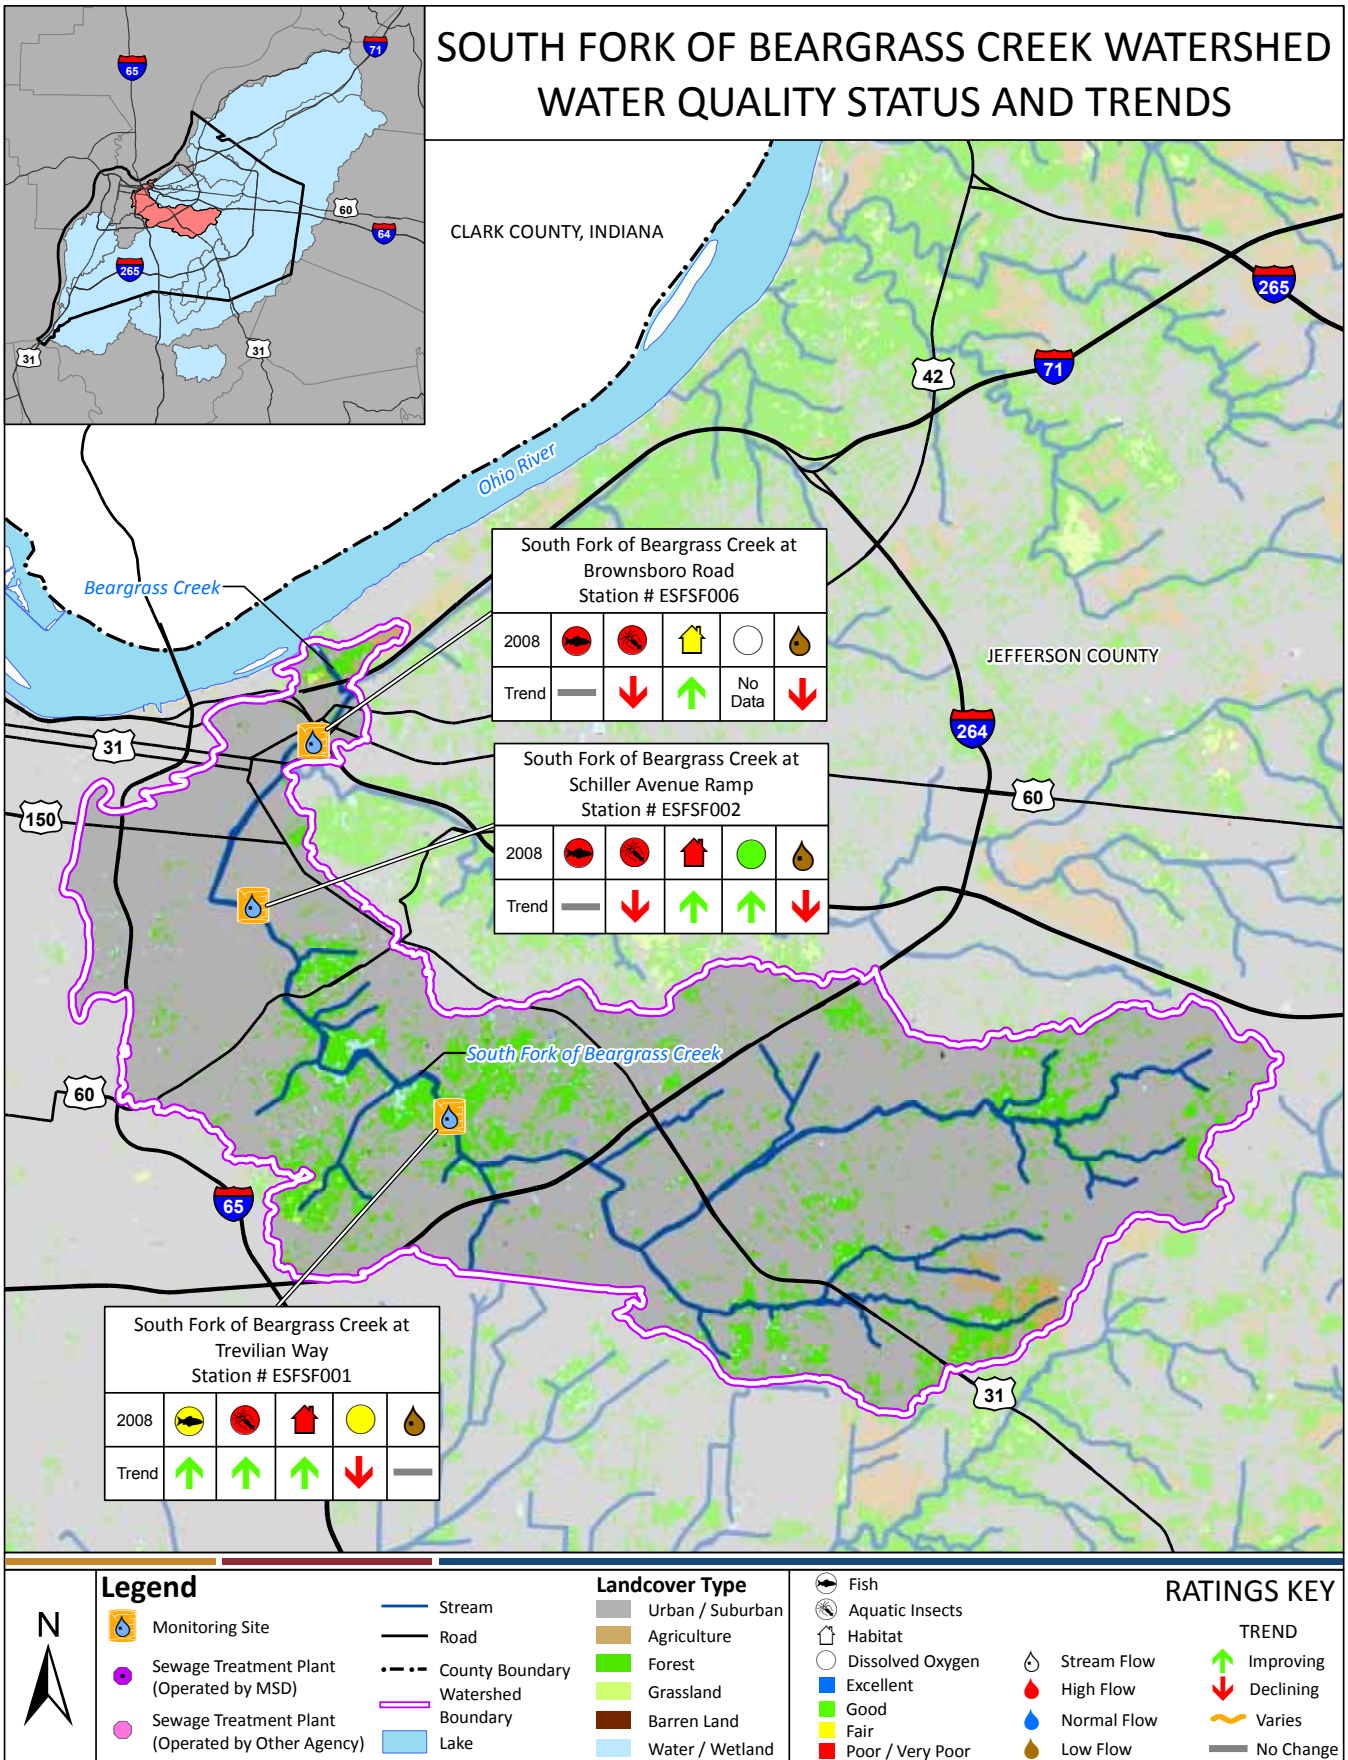 SOUTH FORK OF BEARGRASS CREEK WATERSHED
WATER QUALITY STATUS AND TRENDS
65
71
60
64
265
31
31
CLARK COUNTY, INDIANA
265
71
42
Ohio River
Beargrass Creek
South Fork of Beargrass Creek at
Brownsboro Road
Station # ESFSF006
2008
Trend
No
Data
JEFFERSON COUNTY
264
31
150
60
South Fork of Beargrass Creek at
Schiller Avenue Ramp
Station # ESFSF002
2008
Trend
South Fork of Beargrass Creek
60
65
31
South Fork of Beargrass Creek at
Trevilian Way
Station # ESFSF001
2008
Trend
N
Legend
Monitoring Site
Sewage Treatment Plant
(Operated by MSD)
Sewage Treatment Plant
(Operated by Other Agency)
Stream
Road
County Boundary
Watershed
Boundary
Lake
Landcover Type
Urban / Suburban
Agriculture
Forest
Grassland
Barren Land
Water / Wetland
RATINGS KEY
Fish
Aquatic Insects
Habitat
Dissolved Oxygen
Excellent
Good
Fair
Poor / Very Poor
Stream Flow
High Flow
Normal Flow
Low Flow
TREND
Improving
Declining
Varies
No Change